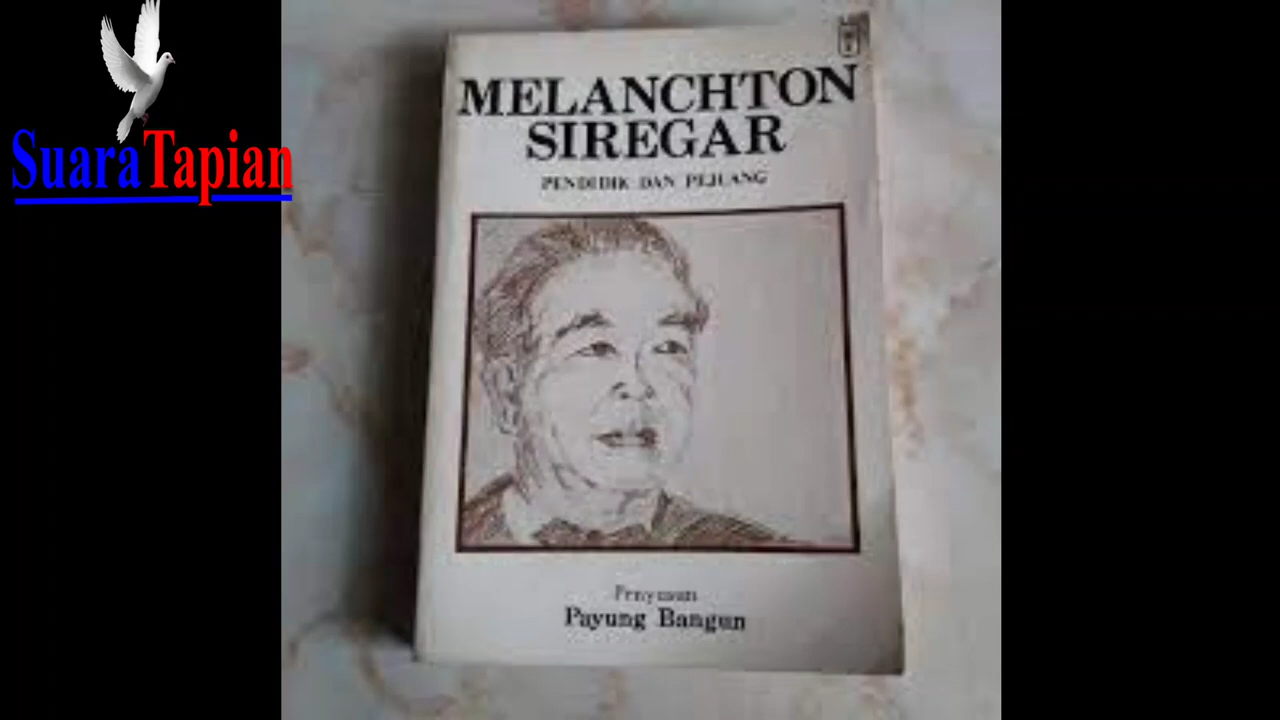 SuaraTapian
MELANCHTON
SIREGAR
PENDIDIK DAN PEJUANG
Penyusun
Payung Bangun